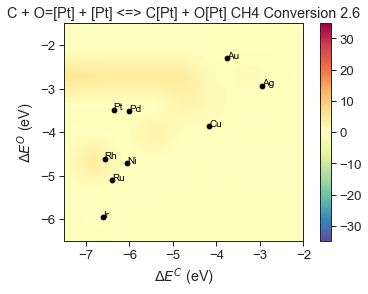 C + O=[Pt] + [Pt] <=> C[Pt] + O[Pt] CH4 Conversion 2.6
ΔE^O (eV)
−2
−3
−4
−5
−6
Au
Ag
Pt
Pd
Cu
Rh
Ni
Ru
Ir
−7
−6
−5
−4
−3
−2
ΔE^C (eV)
30
20
10
0
−10
−20
−30